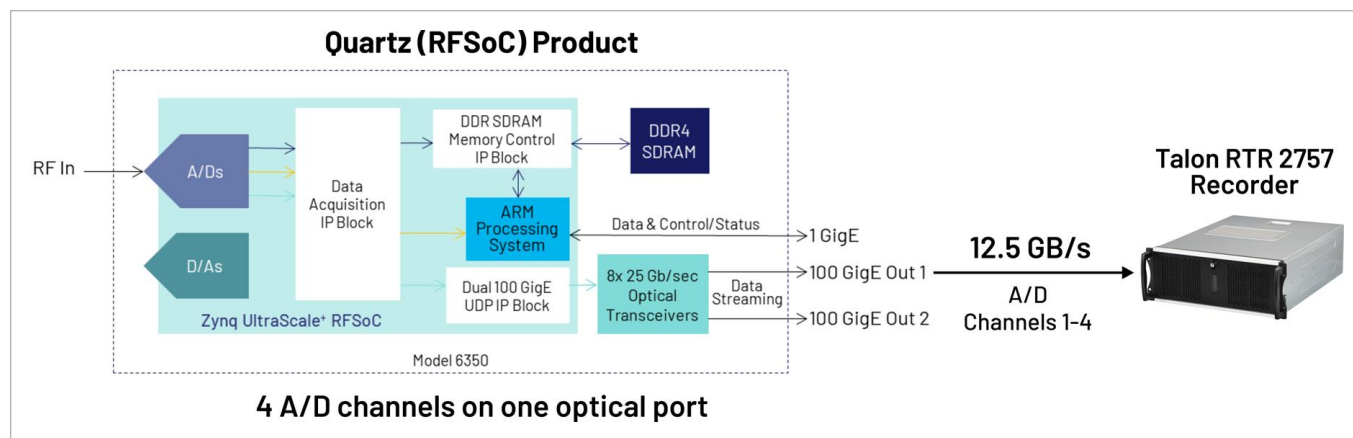 Quartz (RFSoC) Product
RF In
A/Ds
D/As
Data
Acquisition
IP Block
DDR SDRAM
Memory Control
IP Block
DDR4
SDRAM
ARM
Processing
System
Data & Control/Status
1 GigE
Dual 100 GigE
UDP IP Block
8x 25 Gb/sec
Optical
Transceivers
Data
Streaming
100 GigE Out 1
100 GigE Out 2
Zynq UltraScale⁺ RFSoC
Model 6350
4 A/D channels on one optical port
12.5 GB/s
A/D
Channels 1-4
Talon RTR 2757
Recorder